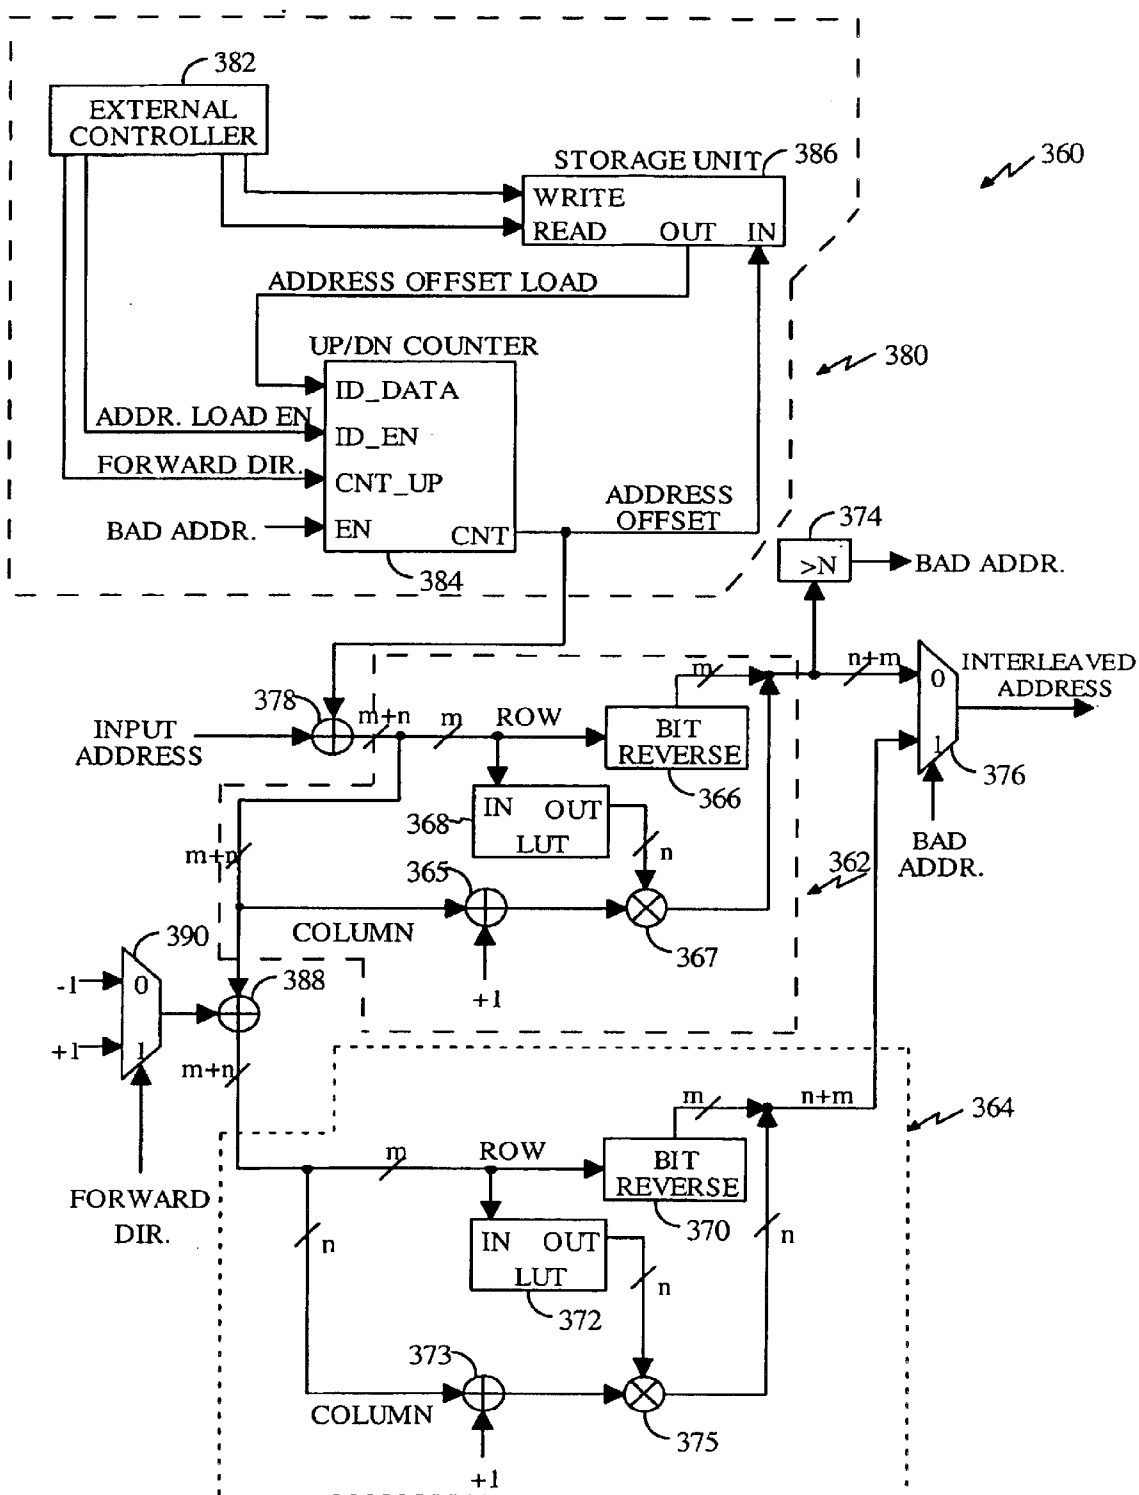 382
EXTERNAL
CONTROLLER
STORAGE UNIT
386
360
WRITE
READ
OUT
IN
ADDRESS OFFSET LOAD
UP/DN COUNTER
380
ID_DATA
ADDR. LOAD EN
ID_EN
FORWARD DIR.
CNT_UP
ADDRESS
OFFSET
BAD ADDR.
EN
CNT
374
>N
BAD ADDR.
384
n+m
INTERLEAVED
ADDRESS
0
m
378
m+n
m
ROW
BIT
REVERSE
INPUT
ADDRESS
1
376
366
IN
OUT
368
LUT
n
BAD
ADDR.
m+n
365
362
COLUMN
367
390
-1
0
388
+1
+1
1
m+n
m
n+m
364
m
ROW
BIT
REVERSE
FORWARD
DIR.
370
n
IN
OUT
n
LUT
n
372
373
COLUMN
375
+1